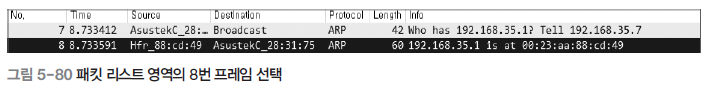 No. Time Source Destination Protocol Length Info
7 8.733412 AsustekC_28:… Broadcast ARP 42 Who has 192.168.35.1? Tell 192.168.35.7
8 8.733591 Hfr_88:cd:49 AsustekC_28:31:75 ARP 60 192.168.35.1 is at 00:23:aa:88:cd:49
그림 5-80 패킷 리스트 영역의 8번 프레임 선택